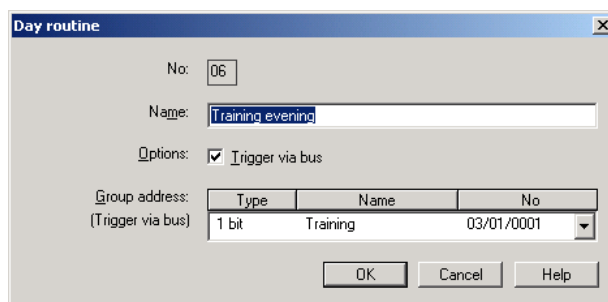 Day routine
No: 06
Name: Training evening
Options: Trigger via bus
Group address: Type Name No
(Trigger via bus) 1 bit Training 03/01/0001
OK Cancel Help